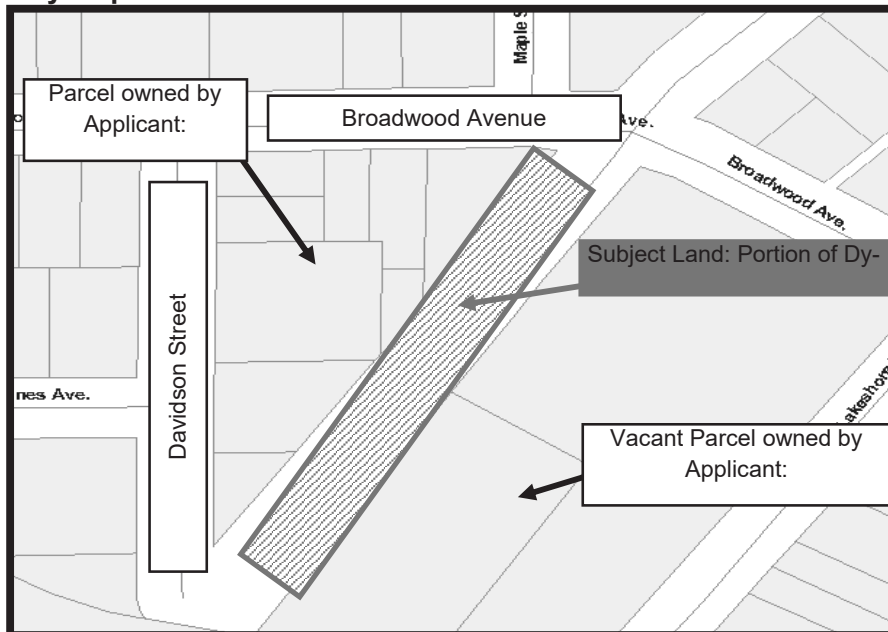 Parcel owned by
Applicant:
Broadwood Avenue
Maple S
Ave.
Broadwood Ave.
Subject Land: Portion of Dy-
Davidson Street
nes Ave.
Vacant Parcel owned by
Applicant:
akeshor